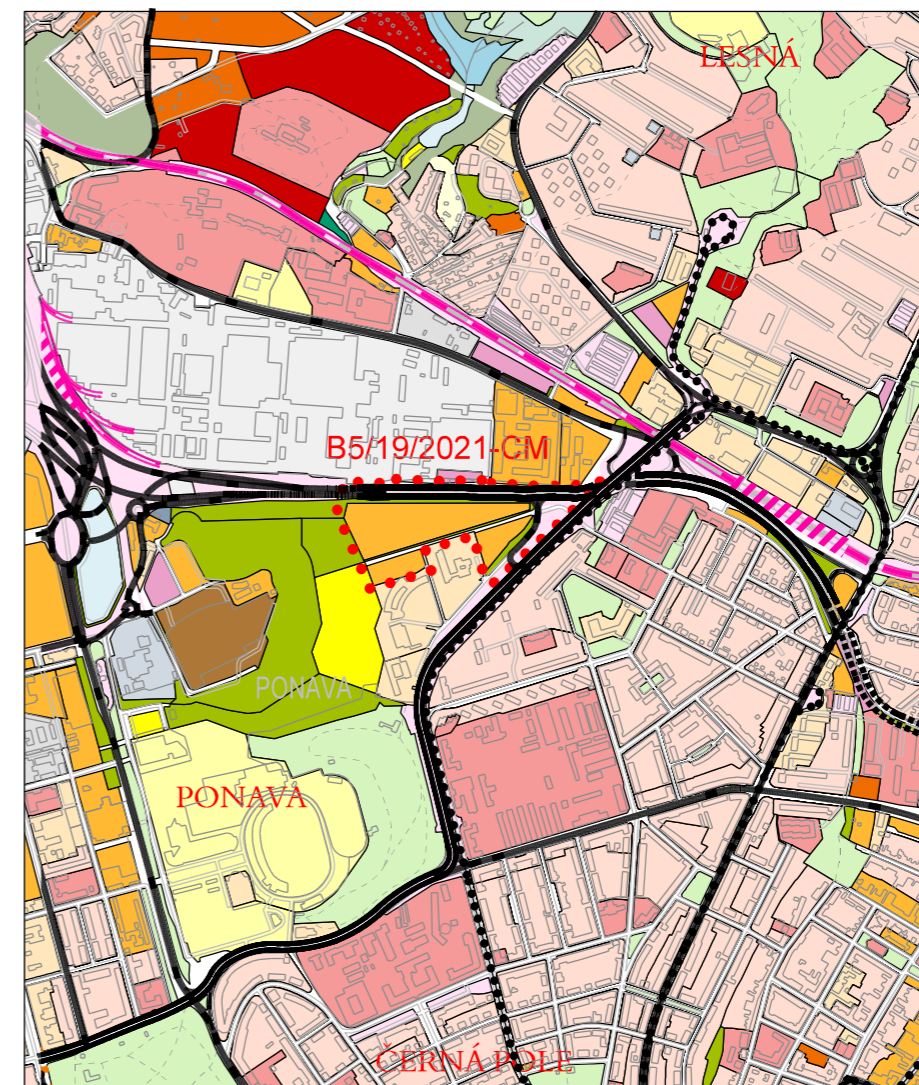 LESNÁ
B5/19/2021-CM
PONAVA
PONAVA
ČERNÁ POLE